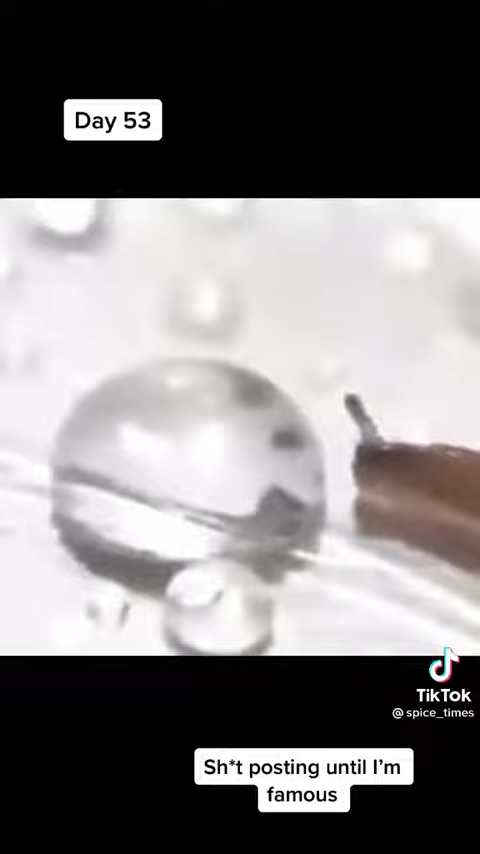 Day 53
TikTok
@spice_times
Sh*t posting until I'm
famous